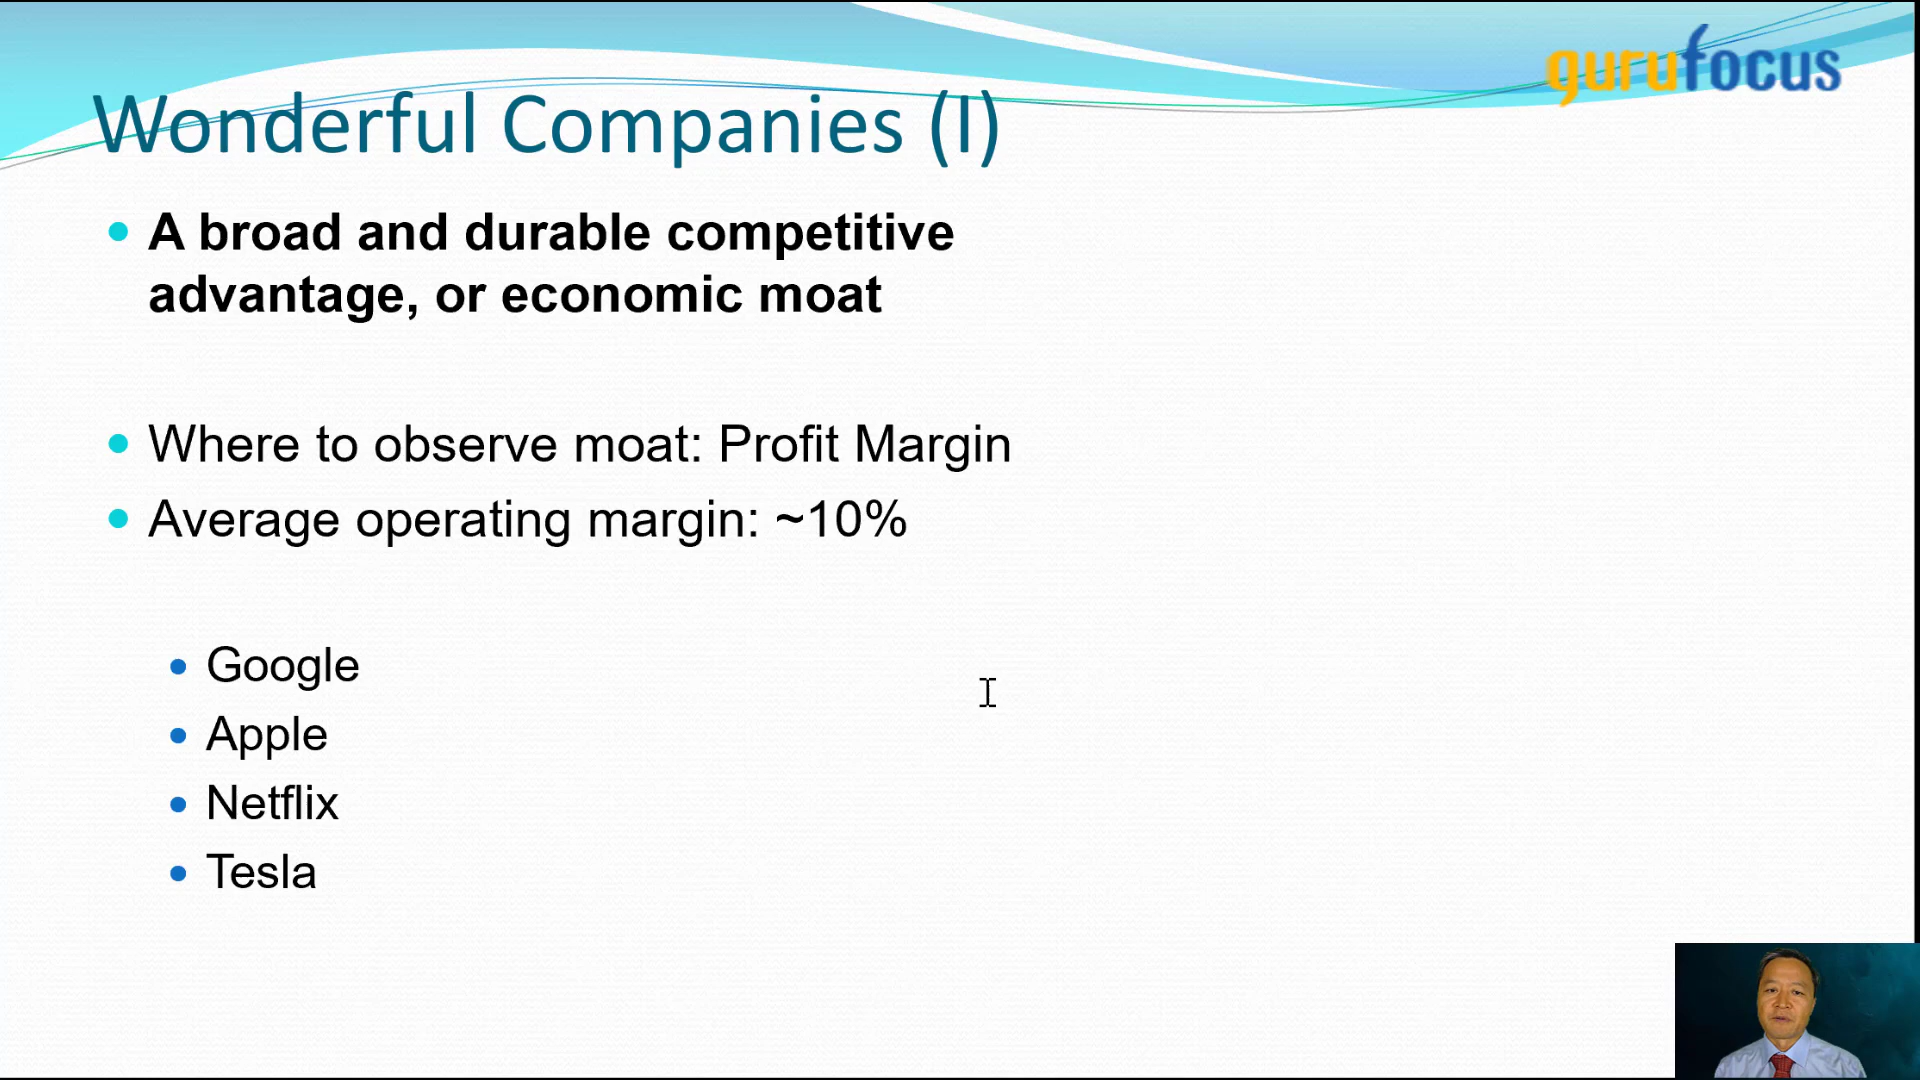 gurufocus
Wonderful Companies (I)
A broad and durable competitive
advantage, or economic moat
Where to observe moat: Profit Margin
Average operating margin: ~10%
Google
Apple
Netflix
Tesla